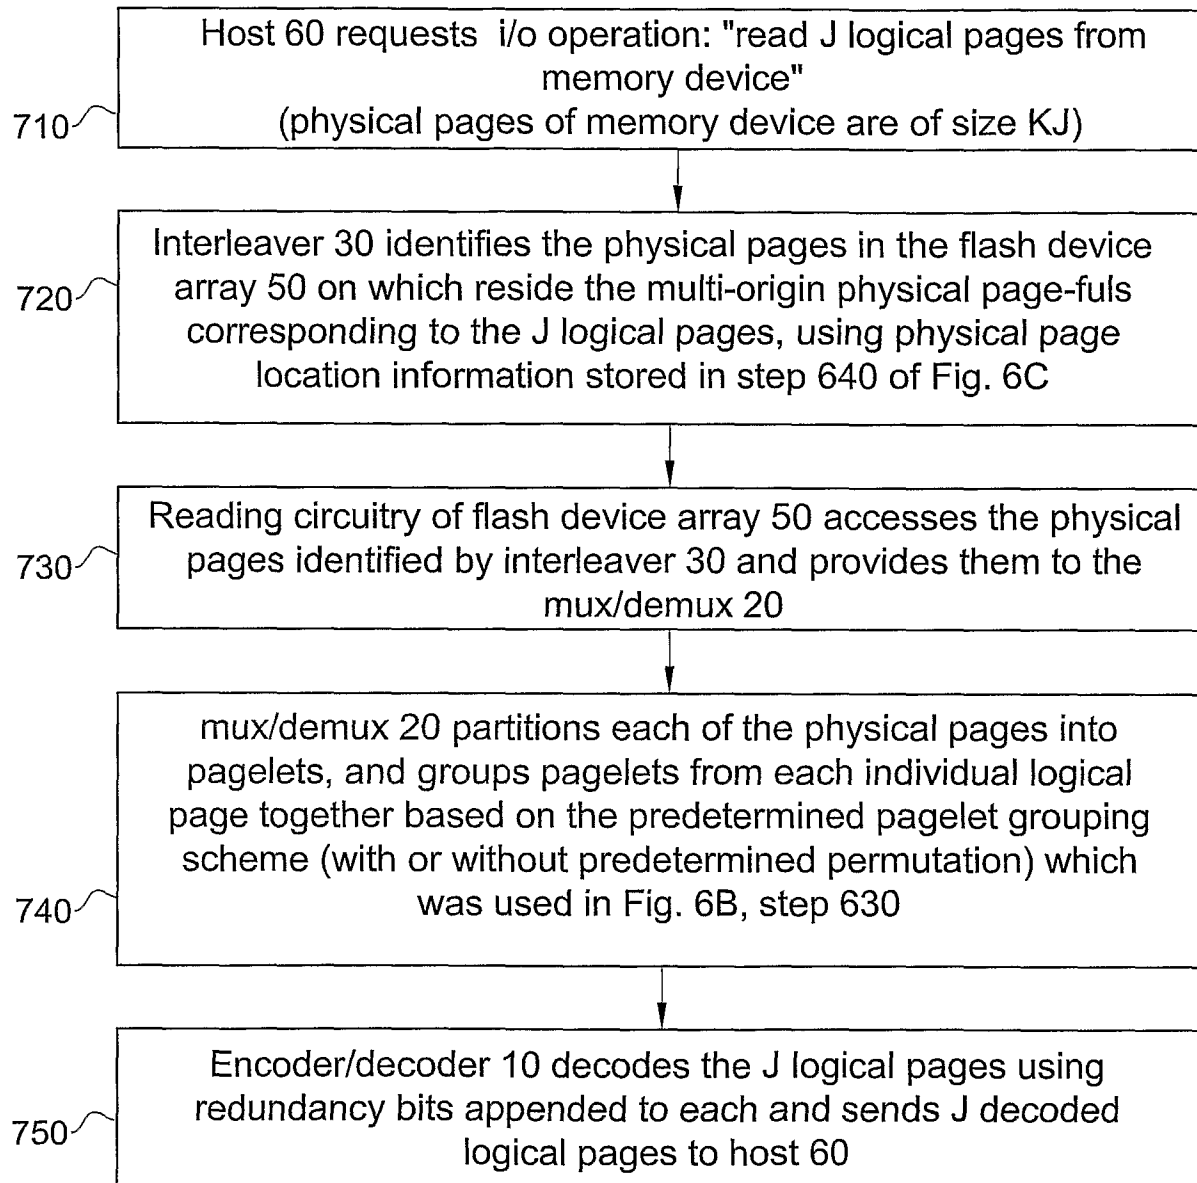 Host 60 requests i/o operation: "read J logical pages from
memory device"
(physical pages of memory device are of size KJ)
710
Interleaver 30 identifies the physical pages in the flash device
array 50 on which reside the multi-origin physical page-fuls
corresponding to the J logical pages, using physical page
location information stored in step 640 of Fig. 6C
720
Reading circuitry of flash device array 50 accesses the physical
pages identified by interleaver 30 and provides them to the
mux/demux 20
730
mux/demux 20 partitions each of the physical pages into
pagelets, and groups pagelets from each individual logical
page together based on the predetermined pagelet grouping
scheme (with or without predetermined permutation) which
was used in Fig. 6B, step 630
740
Encoder/decoder 10 decodes the J logical pages using
redundancy bits appended to each and sends J decoded
logical pages to host 60
750